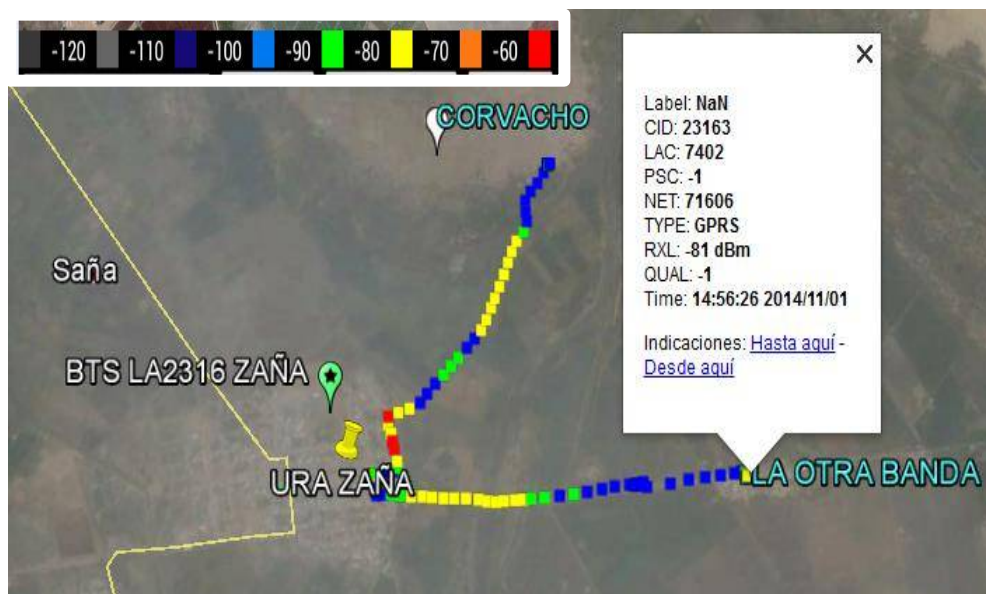 -120 -110 -100 -90 -80 -70 -60
CORVACHO
Saña
BTS LA2316 ZAÑA
URA ZAÑA
LA OTRA BANDA
Label: NaN
CID: 23163
LAC: 7402
PSC: -1
NET: 71606
TYPE: GPRS
RXL: -81 dBm
QUAL: -1
Time: 14:56:26 2014/11/01
Indicaciones: Hasta aquí -
Desde aquí